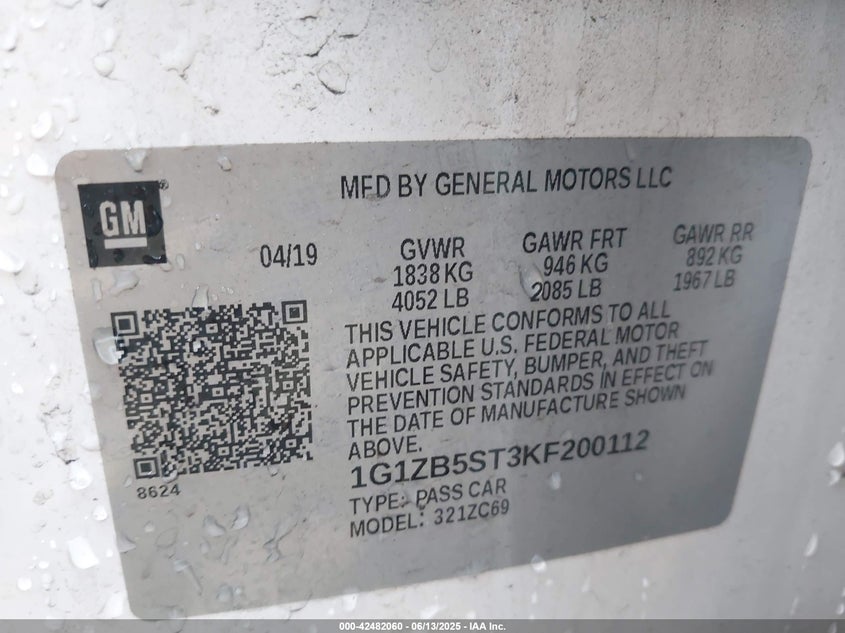 MFD BY GENERAL MOTORS LLC
GM®
04/19
GVWR
1838 KG
4052 LB
GAWR FRT
946 KG
2085 LB
GAWR RR
892 KG
1967 LB
THIS VEHICLE CONFORMS TO ALL
APPLICABLE U.S. FEDERAL MOTOR
VEHICLE SAFETY, BUMPER, AND THEFT
PREVENTION STANDARDS IN EFFECT ON
THE DATE OF MANUFACTURE SHOWN
ABOVE.
1G1ZB5ST3KF200112
8624
TYPE: PASS CAR
MODEL: 321ZC69
000-42482060 - 06/13/2025 - IAA Inc.